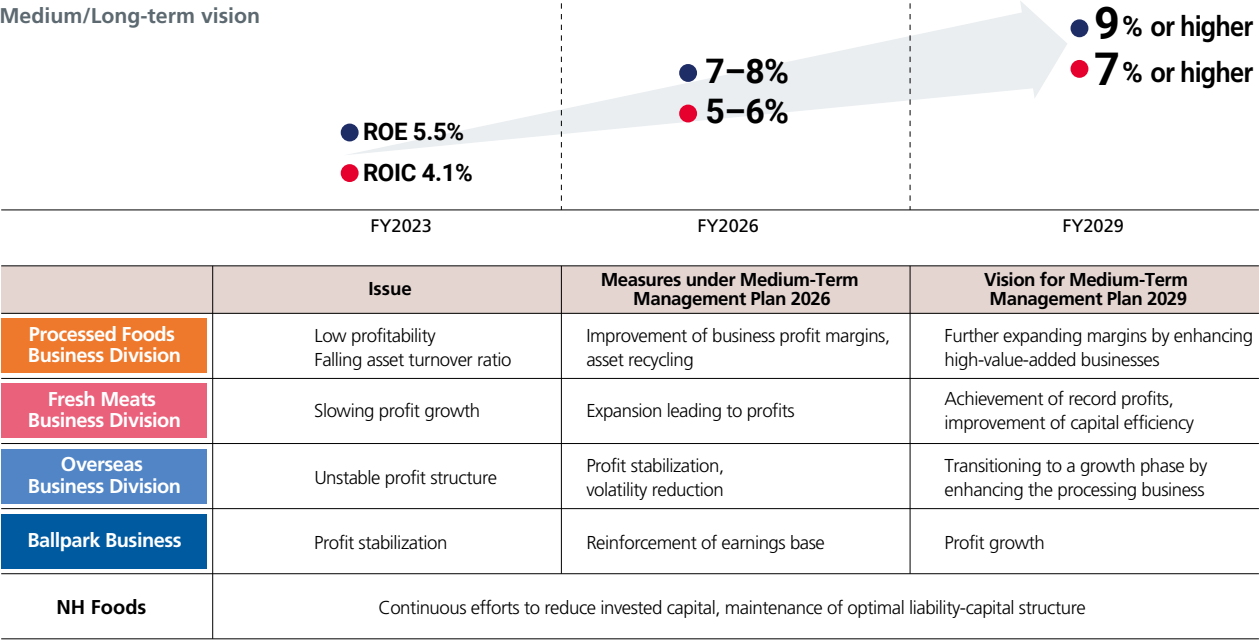 Medium/Long-term vision
9% or higher
7% or higher
7–8%
5–6%
ROE 5.5%
ROIC 4.1%
FY2023
FY2026
FY2029
Issue
Measures under Medium-Term
Management Plan 2026
Vision for Medium-Term
Management Plan 2029
Processed Foods
Business Division
Low profitability
Falling asset turnover ratio
Improvement of business profit margins,
asset recycling
Further expanding margins by enhancing
high-value-added businesses
Fresh Meats
Business Division
Slowing profit growth
Expansion leading to profits
Achievement of record profits,
improvement of capital efficiency
Overseas
Business Division
Unstable profit structure
Profit stabilization,
volatility reduction
Transitioning to a growth phase by
enhancing the processing business
Ballpark Business
Profit stabilization
Reinforcement of earnings base
Profit growth
NH Foods
Continuous efforts to reduce invested capital, maintenance of optimal liability-capital structure